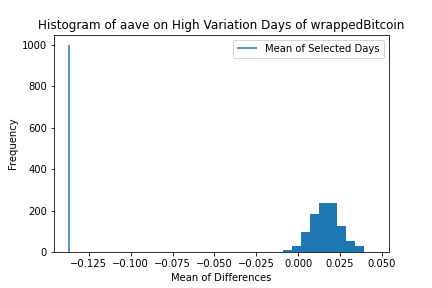 Histogram of aave on High Variation Days of wrappedBitcoin
Mean of Selected Days
Frequency
1000
800
600
400
200
0
−0.125 −0.100 −0.075 −0.050 −0.025 0.000 0.025 0.050
Mean of Differences